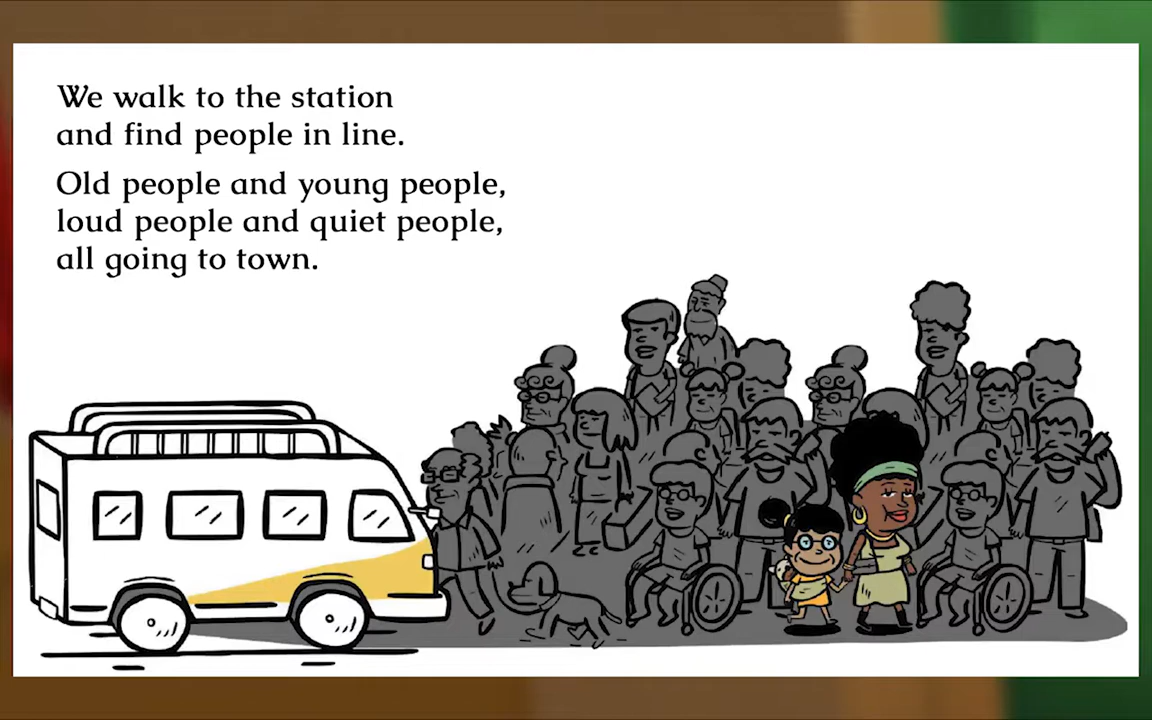 We walk to the station
and find people in line.
Old people and young people,
loud people and quiet people,
all going to town.